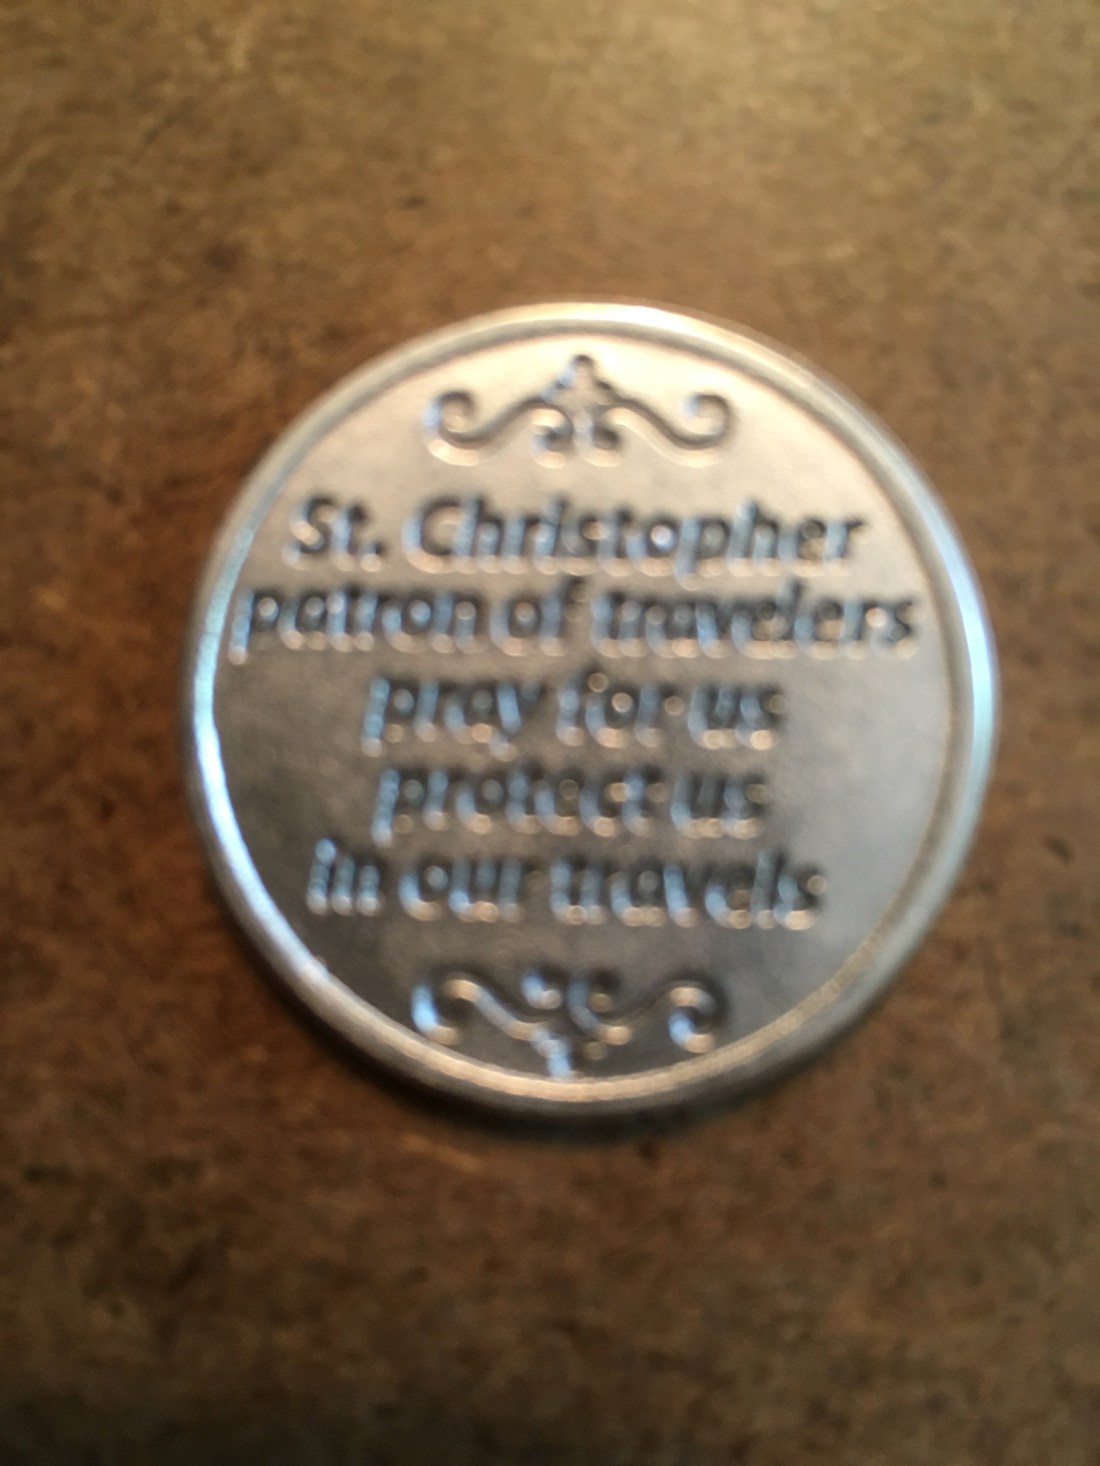 St. Christopher
patron of travelers
pray for us
protect us
in our travels